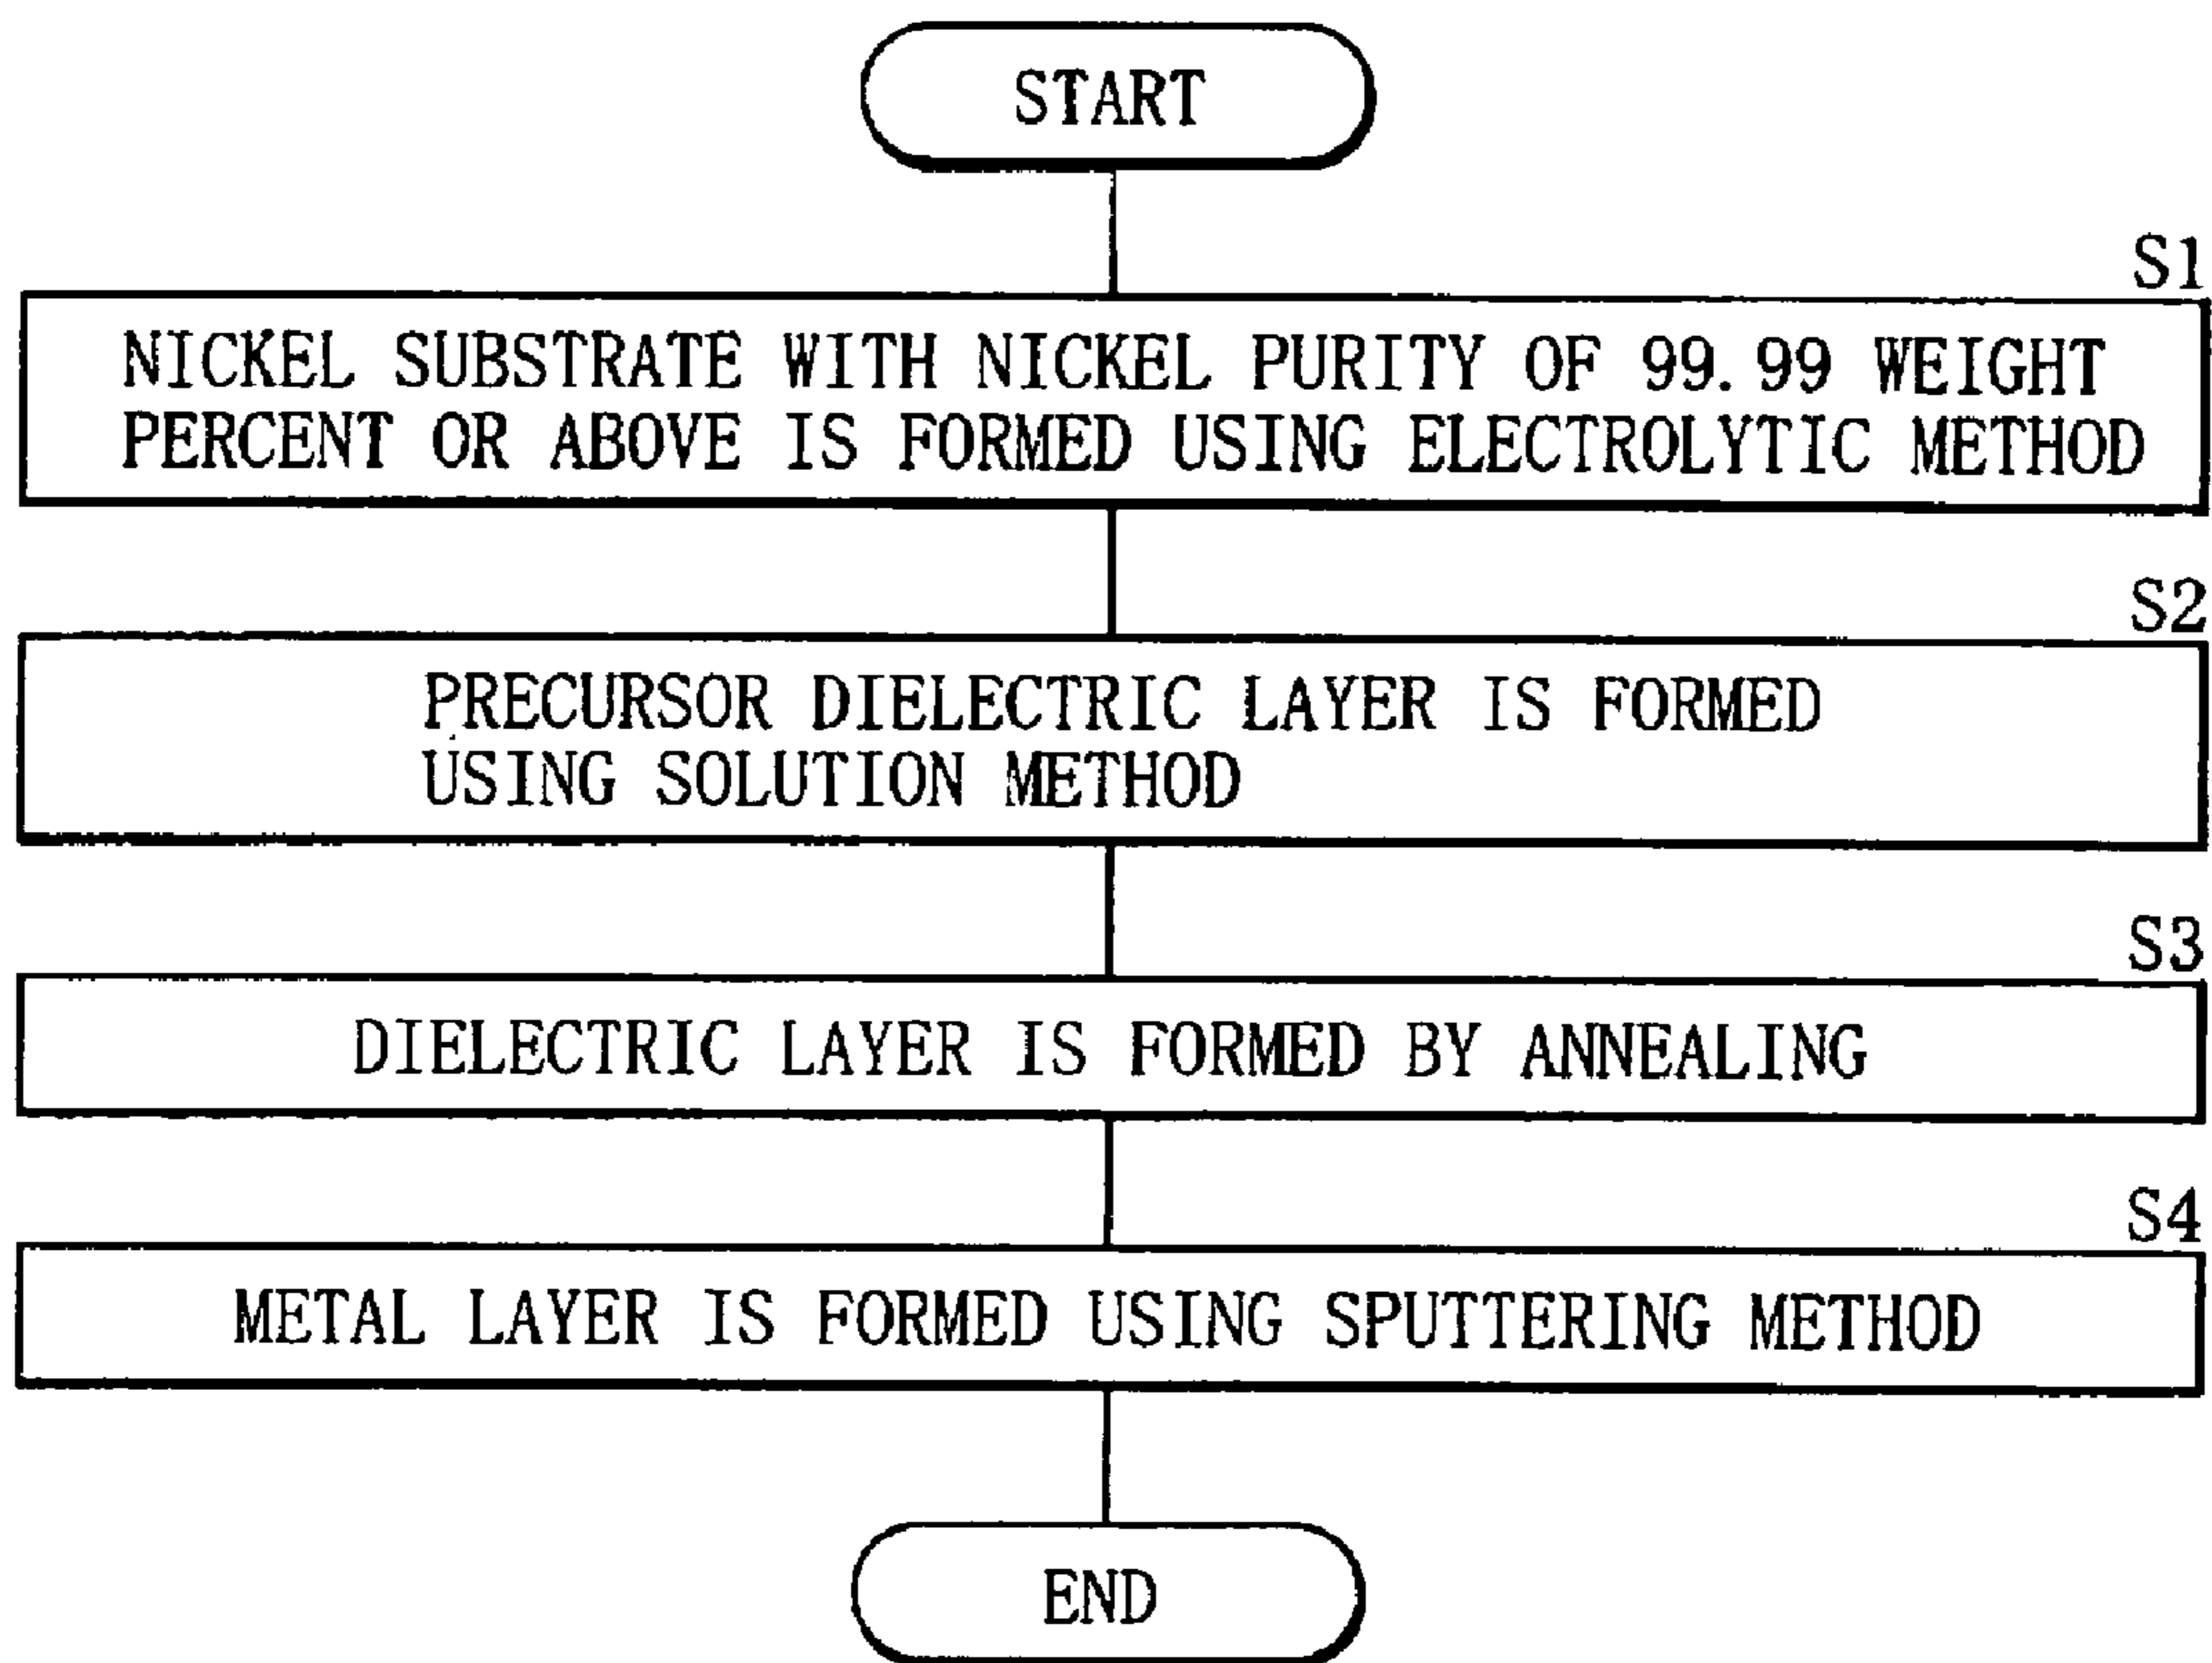 START
S1
NICKEL SUBSTRATE WITH NICKEL PURITY OF 99.99 WEIGHT
PERCENT OR ABOVE IS FORMED USING ELECTROLYTIC METHOD
S2
PRECURSOR DIELECTRIC LAYER IS FORMED
USING SOLUTION METHOD
S3
DIELECTRIC LAYER IS FORMED BY ANNEALING
S4
METAL LAYER IS FORMED USING SPUTTERING METHOD
END